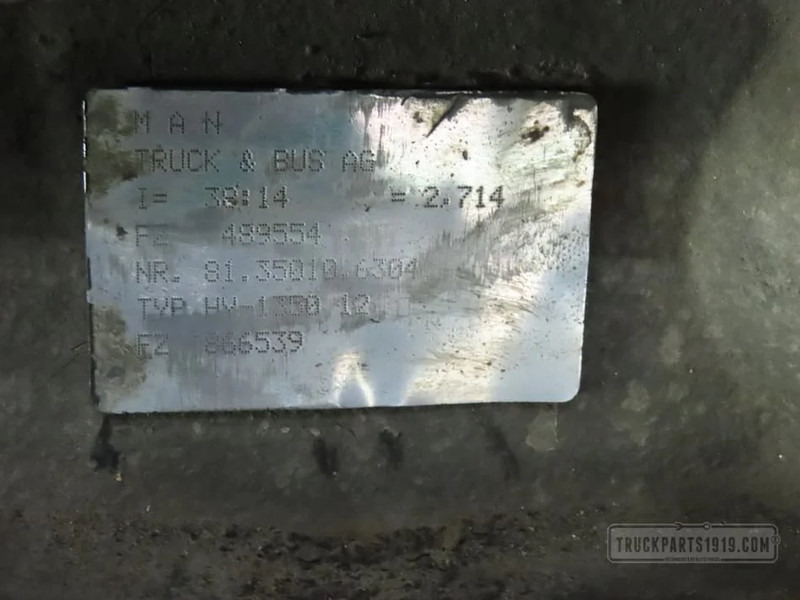 M A N
TRUCK & BUS AG
I= 38:14 = 2,714
FZ 489554
NR. 81.35010.6304
TYP HY-1350 12
FZ 866539
TRUCKPARTS1919.COM